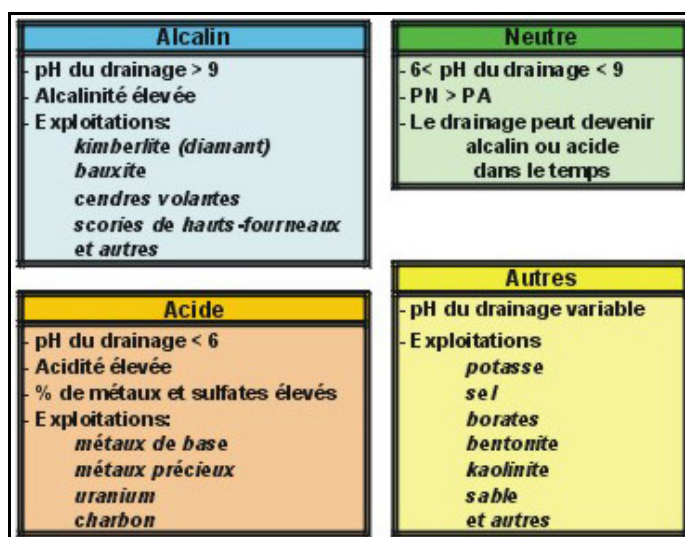 Alcalin
- pH du drainage > 9
- Alcalinité élevée
- Exploitations:
kimberlite (diamant)
bauxite
cendres volantes
scories de hauts-fourneaux
et autres
Neutre
- 6< pH du drainage < 9
- PN > PA
- Le drainage peut devenir
alcalin ou acide
dans le temps
Acide
- pH du drainage < 6
- Acidité élevée
- % de métaux et sulfates élevés
- Exploitations:
métaux de base
métaux précieux
uranium
charbon
Autres
- pH du drainage variable
- Exploitations
potasse
sel
borates
bentonite
kaolinite
sable
et autres